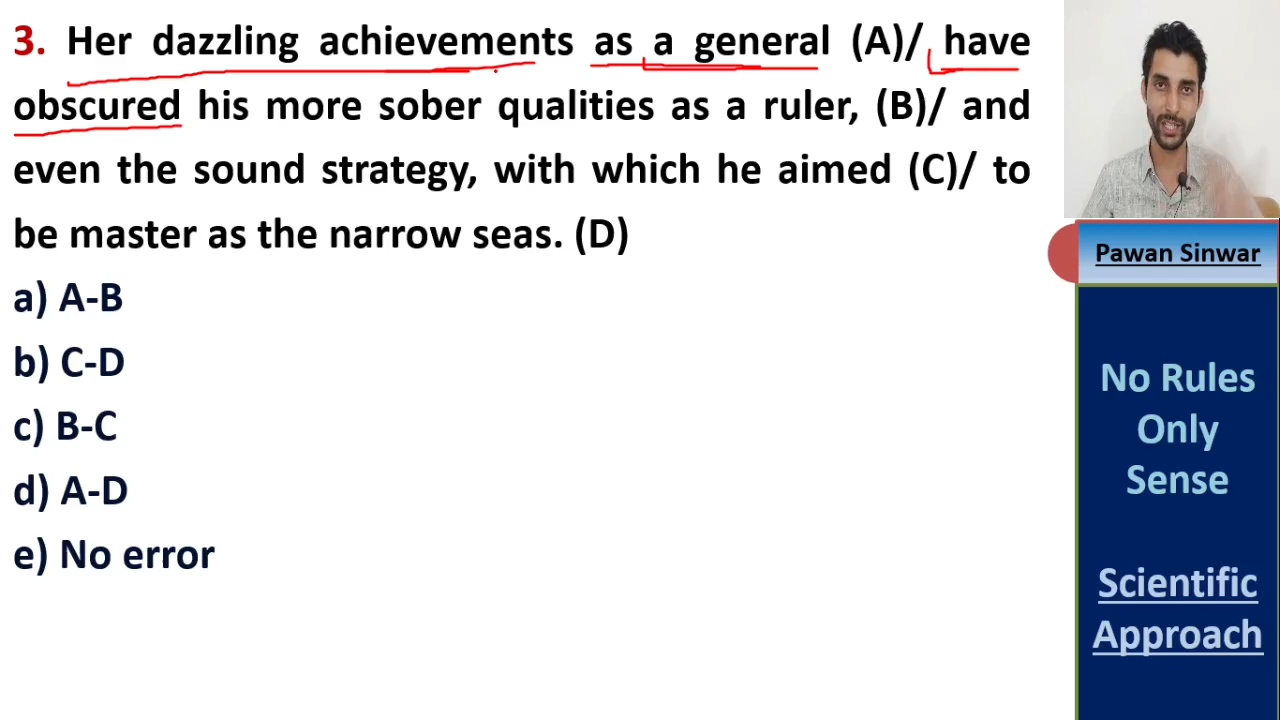 3. Her dazzling achievements as a general (A)/ have
obscured his more sober qualities as a ruler, (B)/ and
even the sound strategy, with which he aimed (C)/ to
be master as the narrow seas. (D)
a) A-B
b) C-D
c) B-C
d) A-D
e) No error
Pawan Sinwar
No Rules
Only
Sense
Scientific
Approach